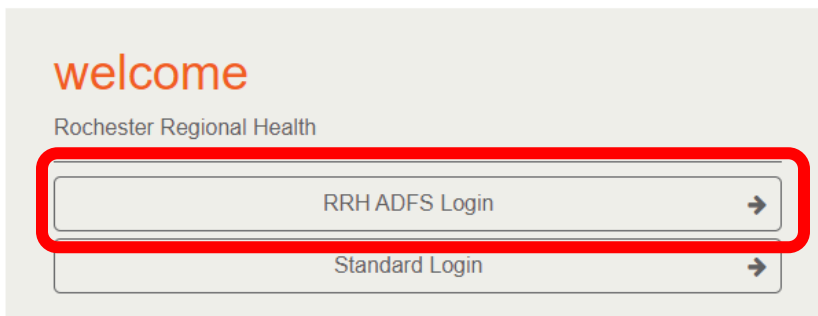 welcome
Rochester Regional Health
RRH ADFS Login
Standard Login